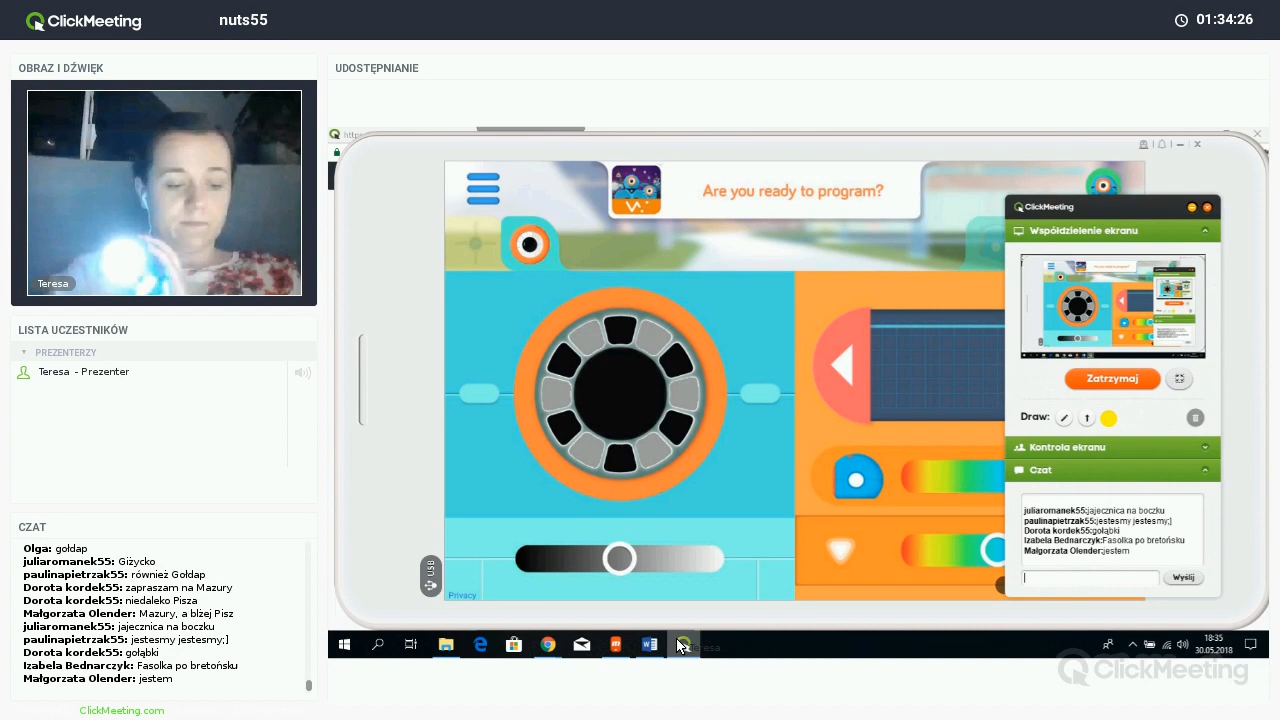 ClickMeeting
nuts55
01:34:26
OBRAZ I DŹWIĘK
Teresa
LISTA UCZESTNIKÓW
PREZENTERZY
Teresa - Prezenter
CZAT
Olga: gołdap
juliaromanek55: Giżycko
paulinapietrzak55: również Gołdap
Dorota kordek55: zapraszam na Mazury
Dorota kordek55: niedaleko Pisza
Małgorzata Olender: Mazury, a bliżej Pisz
juliaromanek55: jajecznica na boczku
paulinapietrzak55: jestesmy jestesmy;]
Dorota kordek55: gołąbki
Izabela Bednarczyk: Fasolka po bretońsku
Małgorzata Olender: jestem
ClickMeeting.com
UDOSTĘPNIANIE
Are you ready to program?
USB
Privacy
ClickMeeting
Współdzielenie ekranu
Are you ready to program?
Zatrzymaj
Draw:
Kontrola ekranu
Czat
juliaromanek55:jajecznica na boczku
paulinapietrzak55:jestesmy jestesmy;]
Dorota kordek55:gołąbki
Izabela Bednarczyk:Fasolka po bretońsku
Małgorzata Olender:jestem
Wyślij
18:35
30.05.2018
ClickMeeting